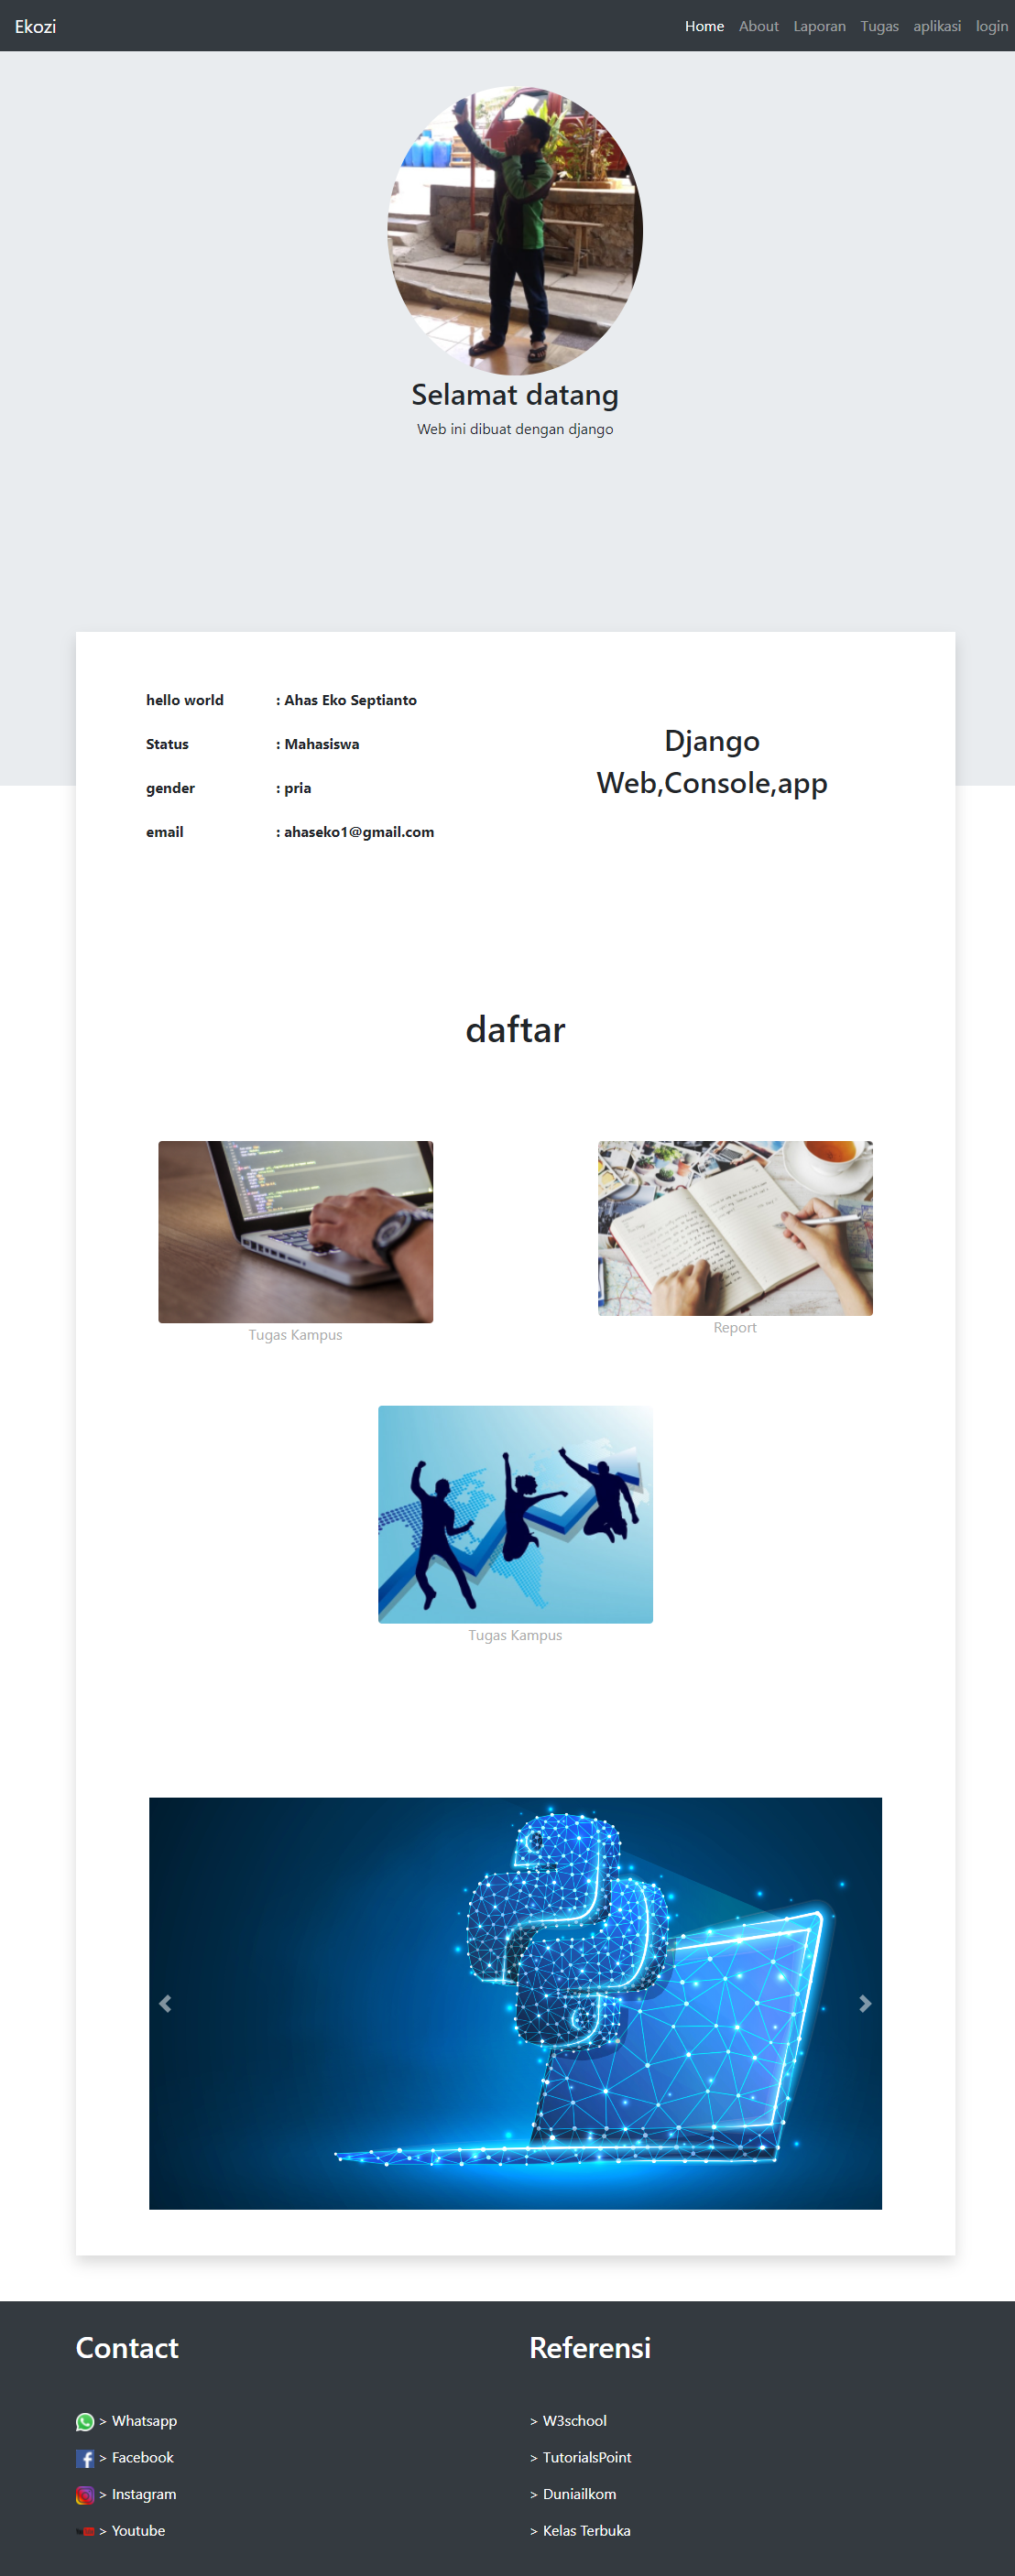 Ekozi
Home About Laporan Tugas aplikasi login
Selamat datang
Web ini dibuat dengan django
hello world : Ahas Eko Septianto
Status : Mahasiswa
gender : pria
email : ahaseko1@gmail.com
Django
Web,Console,app
daftar
Tugas Kampus
Report
Tugas Kampus
Contact
> Whatsapp
> Facebook
> Instagram
> Youtube
Referensi
> W3school
> TutorialsPoint
> Duniailkom
> Kelas Terbuka